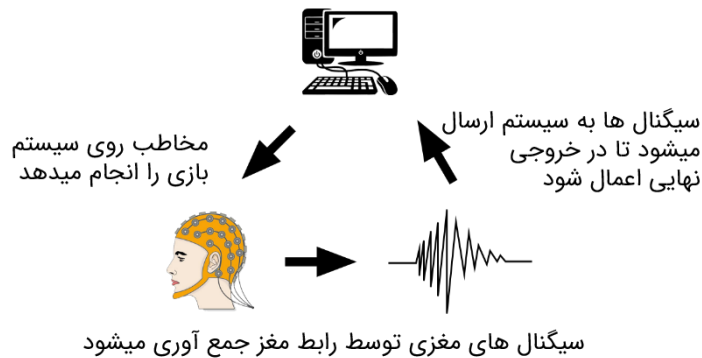 سیگنال ها به سیستم ارسال
میشود تا در خروجی
نهایی اعمال شود
مخاطب روی سیستم
بازی را انجام میدهد
سیگنال های مغزی توسط رابط مغز جمع آوری میشود